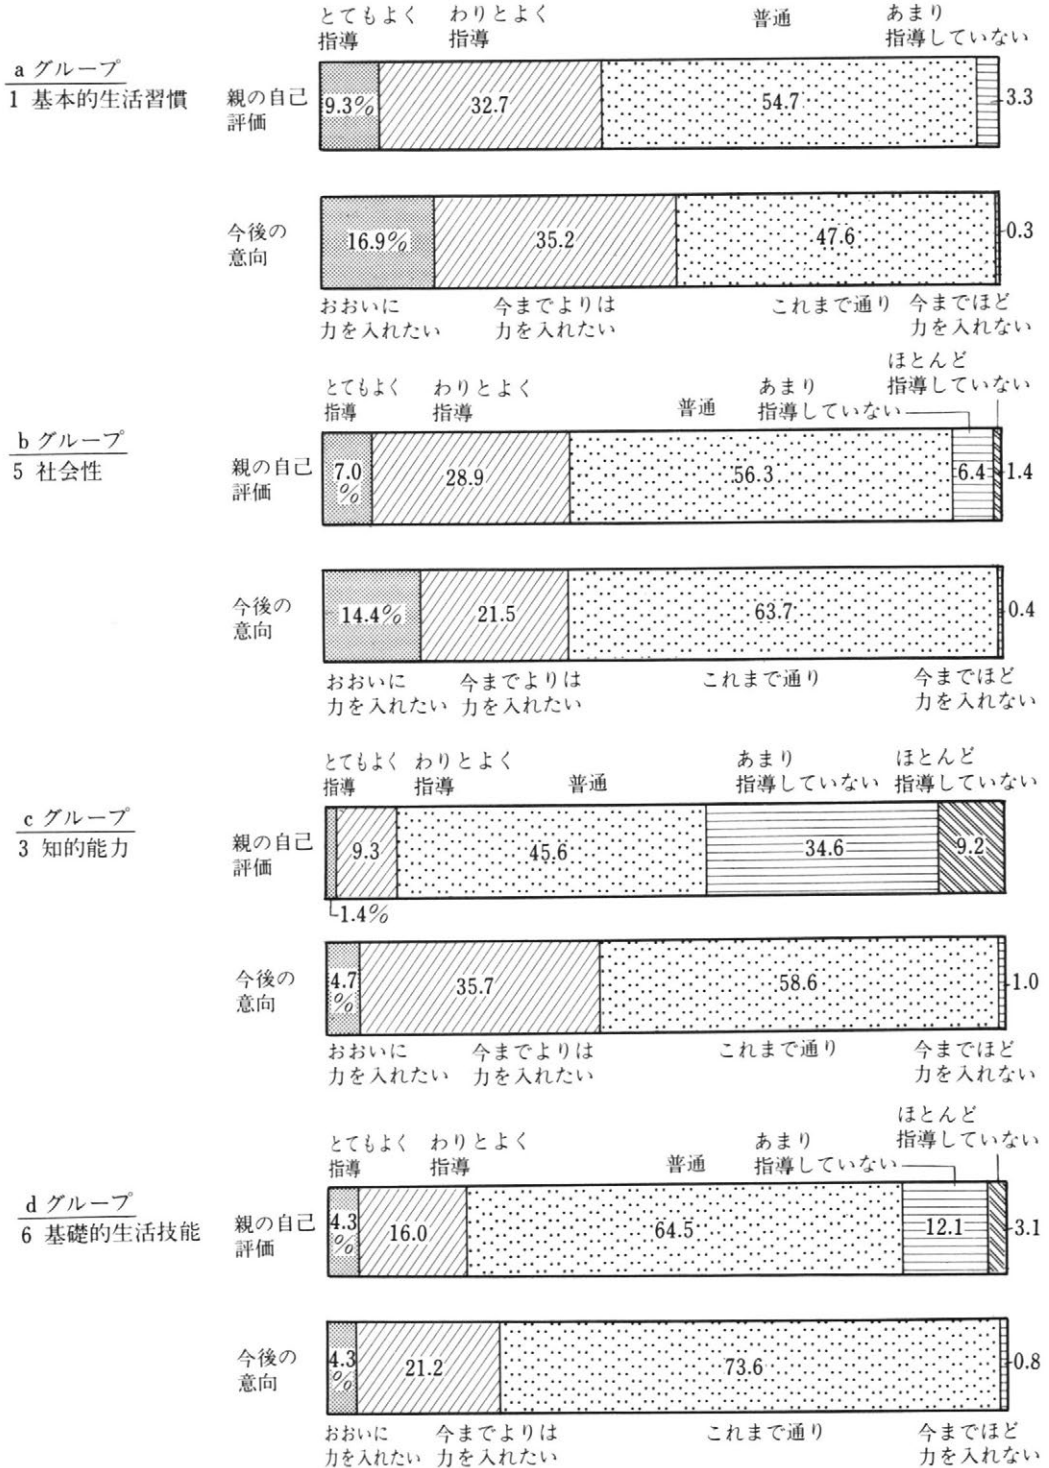 とてもよく
指導
わりとよく
指導
普通
あまり
指導していない
a グループ
1 基本的生活習慣
親の自己
評価
9.3%
32.7
54.7
3.3
今後の
意向
16.9%
35.2
47.6
0.3
おおいに
力を入れたい
今までよりは
力を入れたい
これまで通り
今までほど
力を入れない
とてもよく
指導
わりとよく
指導
普通
あまり
指導していない
ほとんど
指導していない
b グループ
5 社会性
親の自己
評価
7.0
%
28.9
56.3
6.4
1.4
今後の
意向
14.4%
21.5
63.7
0.4
おおいに
力を入れたい
今までよりは
力を入れたい
これまで通り
今までほど
力を入れない
とてもよく
指導
わりとよく
指導
普通
あまり
指導していない
ほとんど
指導していない
c グループ
3 知的能力
親の自己
評価
1.4%
9.3
45.6
34.6
9.2
今後の
意向
4.7
%
35.7
58.6
1.0
おおいに
力を入れたい
今までよりは
力を入れたい
これまで通り
今までほど
力を入れない
とてもよく
指導
わりとよく
指導
普通
あまり
指導していない
ほとんど
指導していない
d グループ
6 基礎的生活技能
親の自己
評価
4.3
%
16.0
64.5
12.1
3.1
今後の
意向
4.3
%
21.2
73.6
0.8
おおいに
力を入れたい
今までよりは
力を入れたい
これまで通り
今までほど
力を入れない